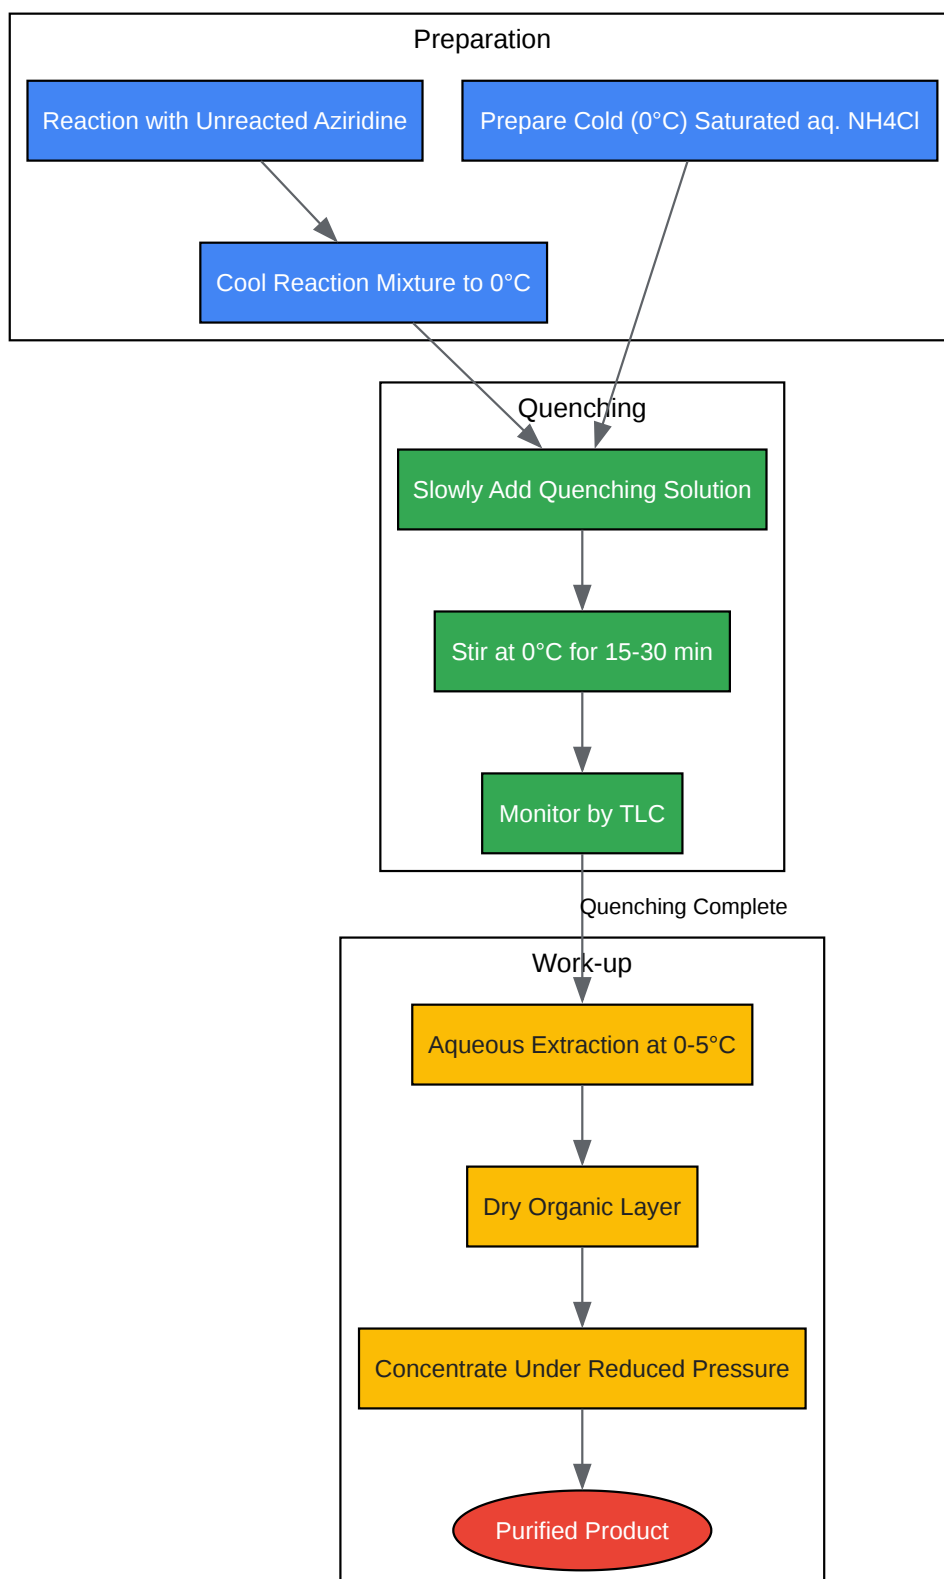 Preparation
Reaction with Unreacted Aziridine
Prepare Cold (0°C) Saturated aq. NH4Cl
Cool Reaction Mixture to 0°C
Quenching
Slowly Add Quenching Solution
Stir at 0°C for 15-30 min
Monitor by TLC
Quenching Complete
Work-up
Aqueous Extraction at 0-5°C
Dry Organic Layer
Concentrate Under Reduced Pressure
Purified Product